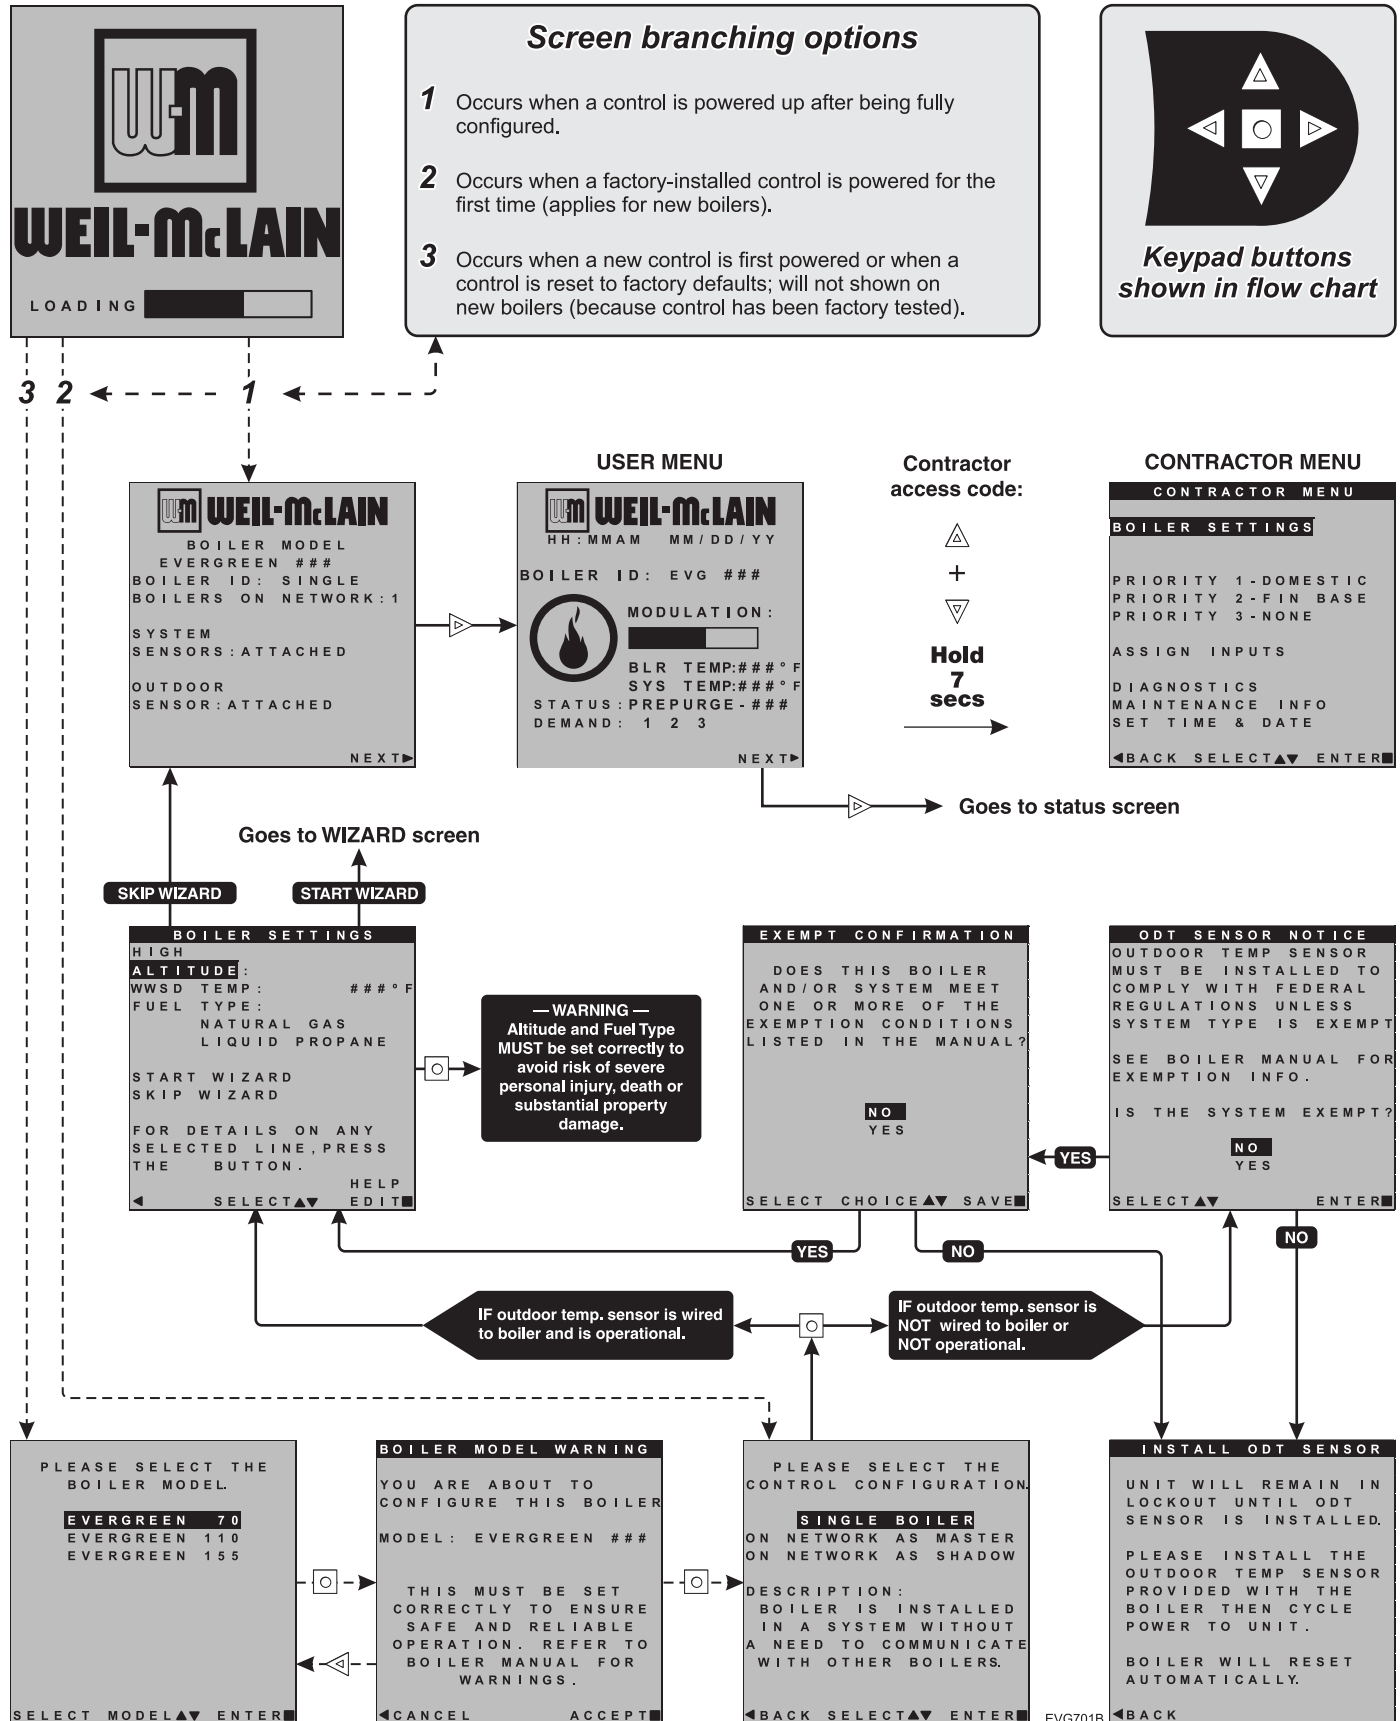 WM
WEIL-McLAIN
LOADING
Screen branching options
1 Occurs when a control is powered up after being fully
configured.
2 Occurs when a factory-installed control is powered for the
first time (applies for new boilers).
3 Occurs when a new control is first powered or when a
control is reset to factory defaults; will not shown on
new boilers (because control has been factory tested).
Keypad buttons
shown in flow chart
3 2 1
WM WEIL-McLAIN
BOILER MODEL
EVERGREEN ###
BOILER ID: SINGLE
BOILERS ON NETWORK:1
SYSTEM
SENSORS:ATTACHED
OUTDOOR
SENSOR:ATTACHED
NEXT►
USER MENU
WM WEIL-McLAIN
HH:MMAM MM/DD/YY
BOILER ID: EVG ###
MODULATION:
BLR TEMP:###°F
SYS TEMP:###°F
STATUS:PREPURGE-###
DEMAND: 1 2 3
NEXT►
Contractor
access code:
+
Hold
7
secs
CONTRACTOR MENU
CONTRACTOR MENU
BOILER SETTINGS
PRIORITY 1-DOMESTIC
PRIORITY 2-FIN BASE
PRIORITY 3-NONE
ASSIGN INPUTS
DIAGNOSTICS
MAINTENANCE INFO
SET TIME & DATE
◄BACK SELECT▲▼ ENTER■
Goes to status screen
Goes to WIZARD screen
SKIP WIZARD
START WIZARD
BOILER SETTINGS
HIGH
ALTITUDE:
WWSD TEMP: ###°F
FUEL TYPE:
NATURAL GAS
LIQUID PROPANE
START WIZARD
SKIP WIZARD
FOR DETAILS ON ANY
SELECTED LINE,PRESS
THE BUTTON.
HELP
◄ SELECT▲▼ EDIT■
— WARNING —
Altitude and Fuel Type
MUST be set correctly to
avoid risk of severe
personal injury, death or
substantial property
damage.
EXEMPT CONFIRMATION
DOES THIS BOILER
AND/OR SYSTEM MEET
ONE OR MORE OF THE
EXEMPTION CONDITIONS
LISTED IN THE MANUAL?
NO
YES
SELECT CHOICE▲▼ SAVE■
YES
ODT SENSOR NOTICE
OUTDOOR TEMP SENSOR
MUST BE INSTALLED TO
COMPLY WITH FEDERAL
REGULATIONS UNLESS
SYSTEM TYPE IS EXEMPT
SEE BOILER MANUAL FOR
EXEMPTION INFO.
IS THE SYSTEM EXEMPT?
NO
YES
SELECT▲▼ ENTER■
YES
NO
NO
IF outdoor temp. sensor is wired
to boiler and is operational.
IF outdoor temp. sensor is
NOT wired to boiler or
NOT operational.
PLEASE SELECT THE
BOILER MODEL.
EVERGREEN 70
EVERGREEN 110
EVERGREEN 155
SELECT MODEL▲▼ ENTER■
BOILER MODEL WARNING
YOU ARE ABOUT TO
CONFIGURE THIS BOILER
MODEL: EVERGREEN ###
THIS MUST BE SET
CORRECTLY TO ENSURE
SAFE AND RELIABLE
OPERATION. REFER TO
BOILER MANUAL FOR
WARNINGS.
◄CANCEL ACCEPT■
PLEASE SELECT THE
CONTROL CONFIGURATION.
SINGLE BOILER
ON NETWORK AS MASTER
ON NETWORK AS SHADOW
DESCRIPTION:
BOILER IS INSTALLED
IN A SYSTEM WITHOUT
A NEED TO COMMUNICATE
WITH OTHER BOILERS.
◄BACK SELECT▲▼ ENTER■
EVG701B
INSTALL ODT SENSOR
UNIT WILL REMAIN IN
LOCKOUT UNTIL ODT
SENSOR IS INSTALLED.
PLEASE INSTALL THE
OUTDOOR TEMP SENSOR
PROVIDED WITH THE
BOILER THEN CYCLE
POWER TO UNIT.
BOILER WILL RESET
AUTOMATICALLY.
◄BACK